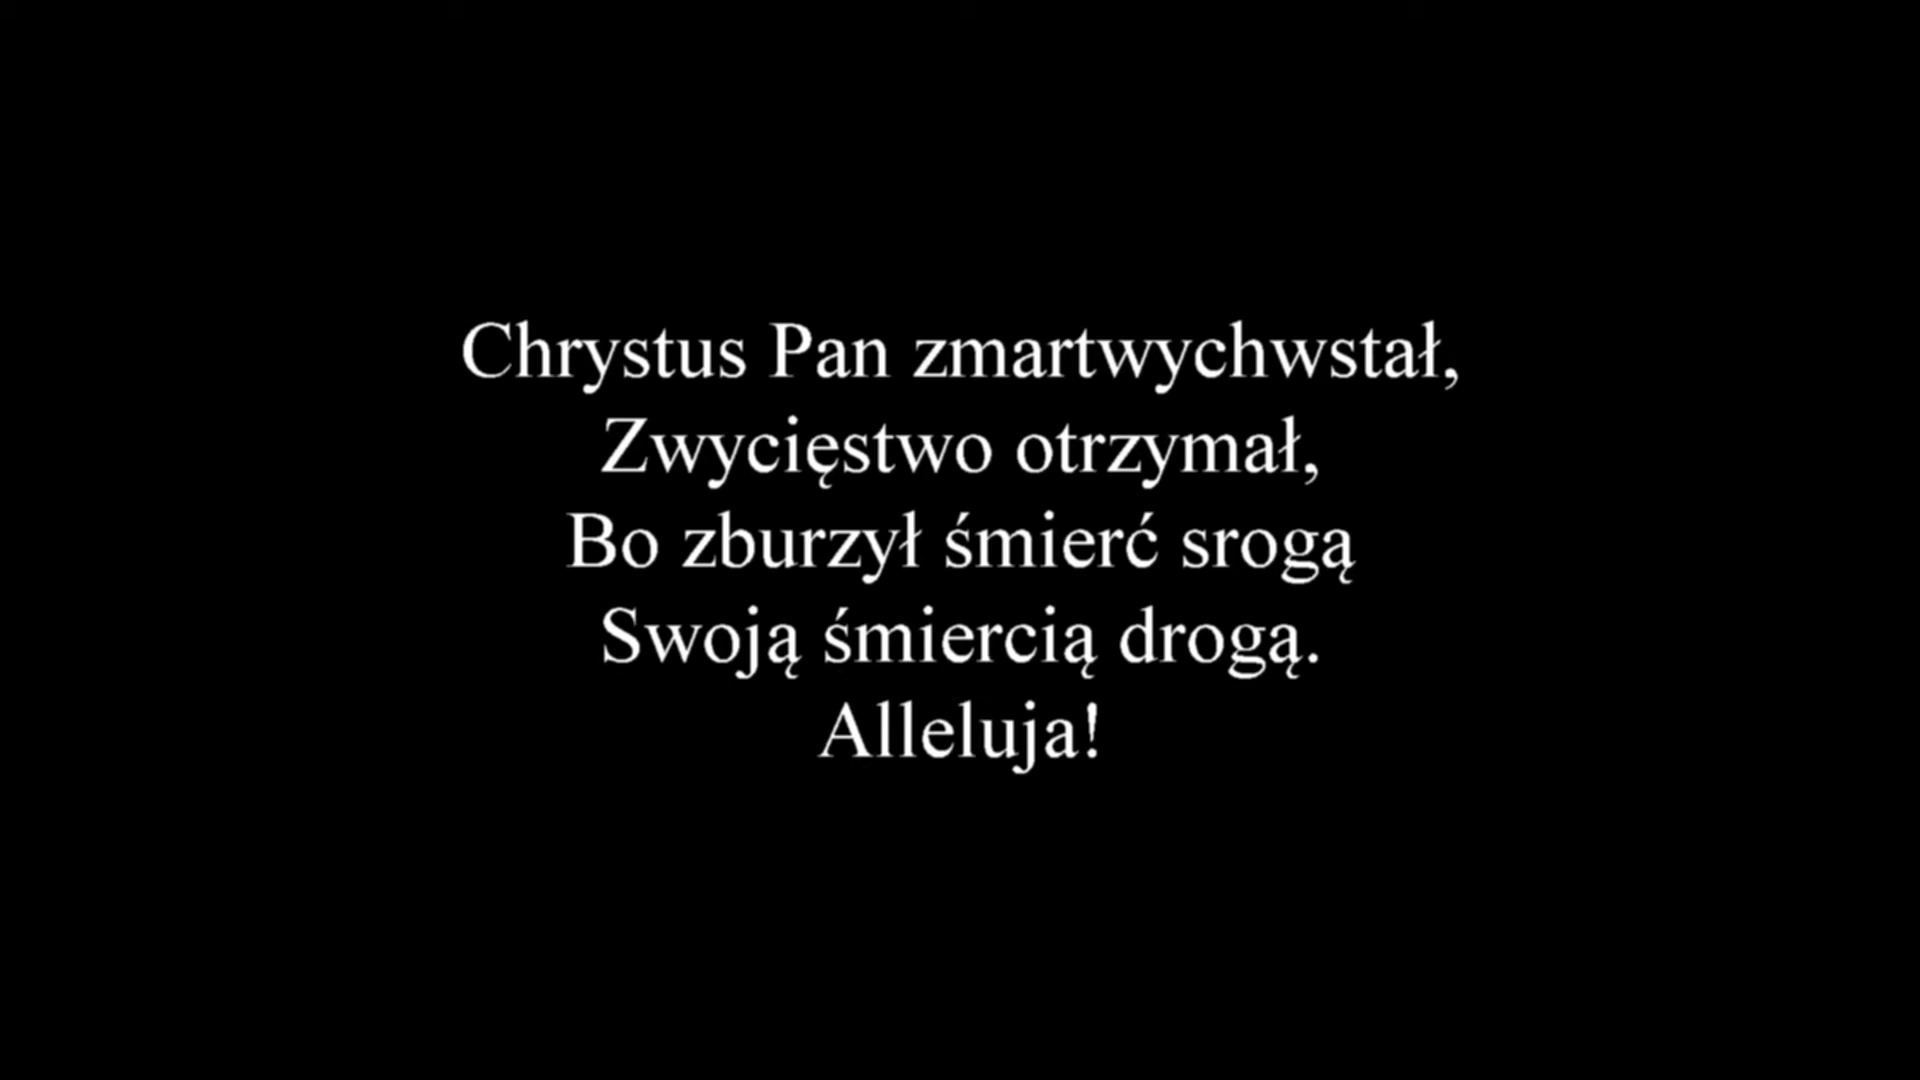 Chrystus Pan zmartwychwstał,
Zwycięstwo otrzymał,
Bo zburzył śmierć srogą
Swoją śmiercią drogą.
Alleluja!